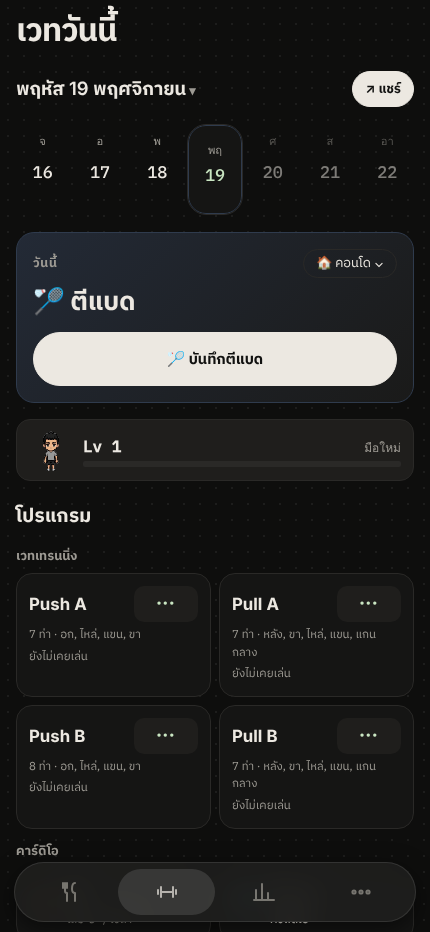 เวทวันนี้
พฤหัส 19 พฤศจิกายน ▾
↗ แชร์
จ อ พ พฤ ศ ส อา
16 17 18 19 20 21 22
วันนี้
🏠 คอนโด
🏸 ตีแบด
🏸 บันทึกตีแบด
Lv 1
มือใหม่
โปรแกรม
เวทเทรนนิ่ง
Push A
7 ท่า · อก, ไหล่, แขน, ขา
ยังไม่เคยเล่น
Pull A
7 ท่า · หลัง, ขา, ไหล่, แขน, แกน
กลาง
ยังไม่เคยเล่น
Push B
8 ท่า · อก, ไหล่, แขน, ขา
ยังไม่เคยเล่น
Pull B
7 ท่า · หลัง, ขา, ไหล่, แขน, แกน
กลาง
ยังไม่เคยเล่น
คาร์ดิโอ